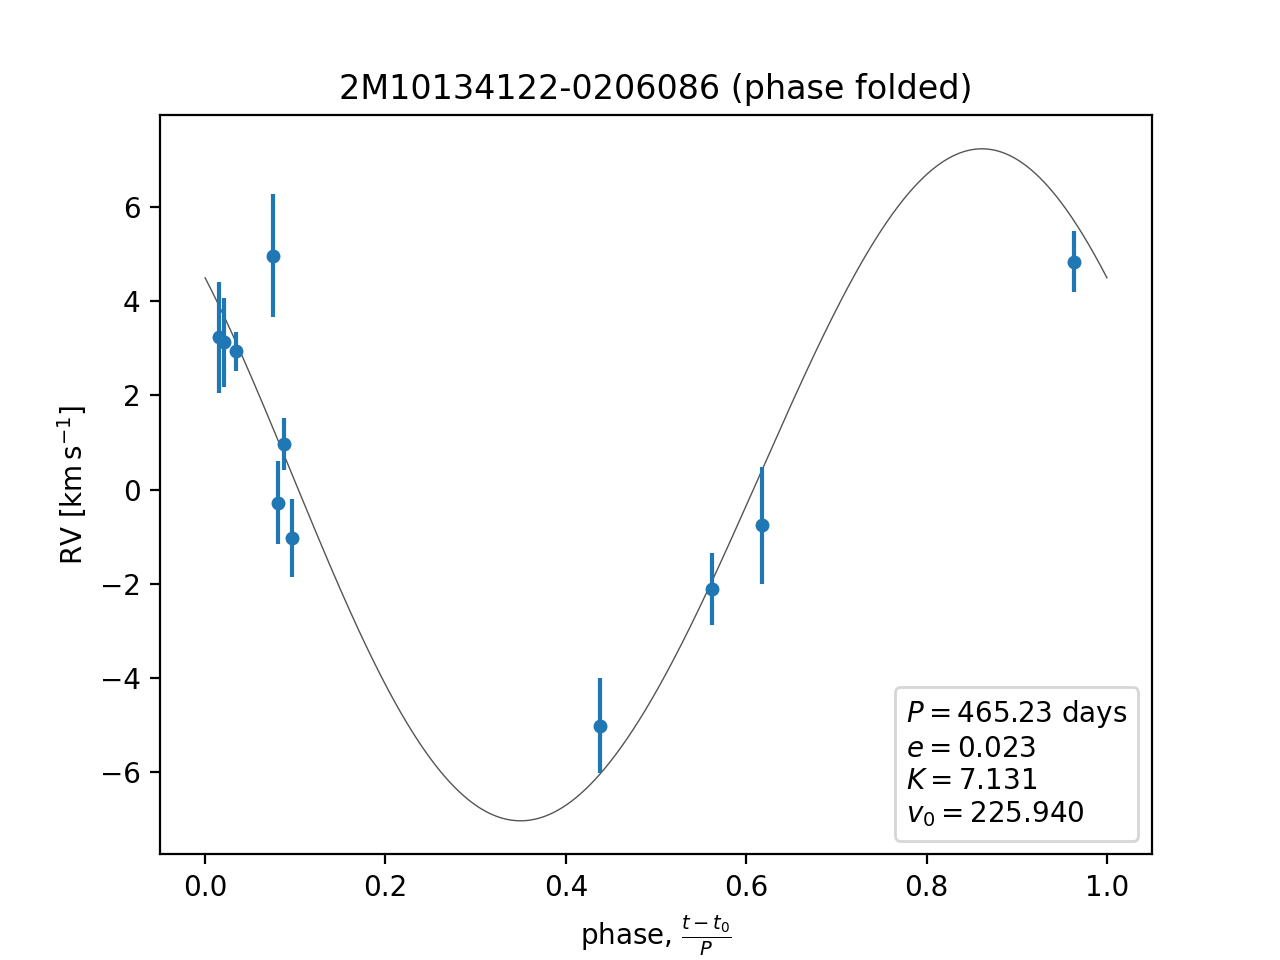 2M10134122-0206086 (phase folded)
RV [km s⁻¹]
6
4
2
0
−2
−4
−6
P = 465.23 days
e = 0.023
K = 7.131
v₀ = 225.940
0.0 0.2 0.4 0.6 0.8 1.0
phase, (t − t₀)/P